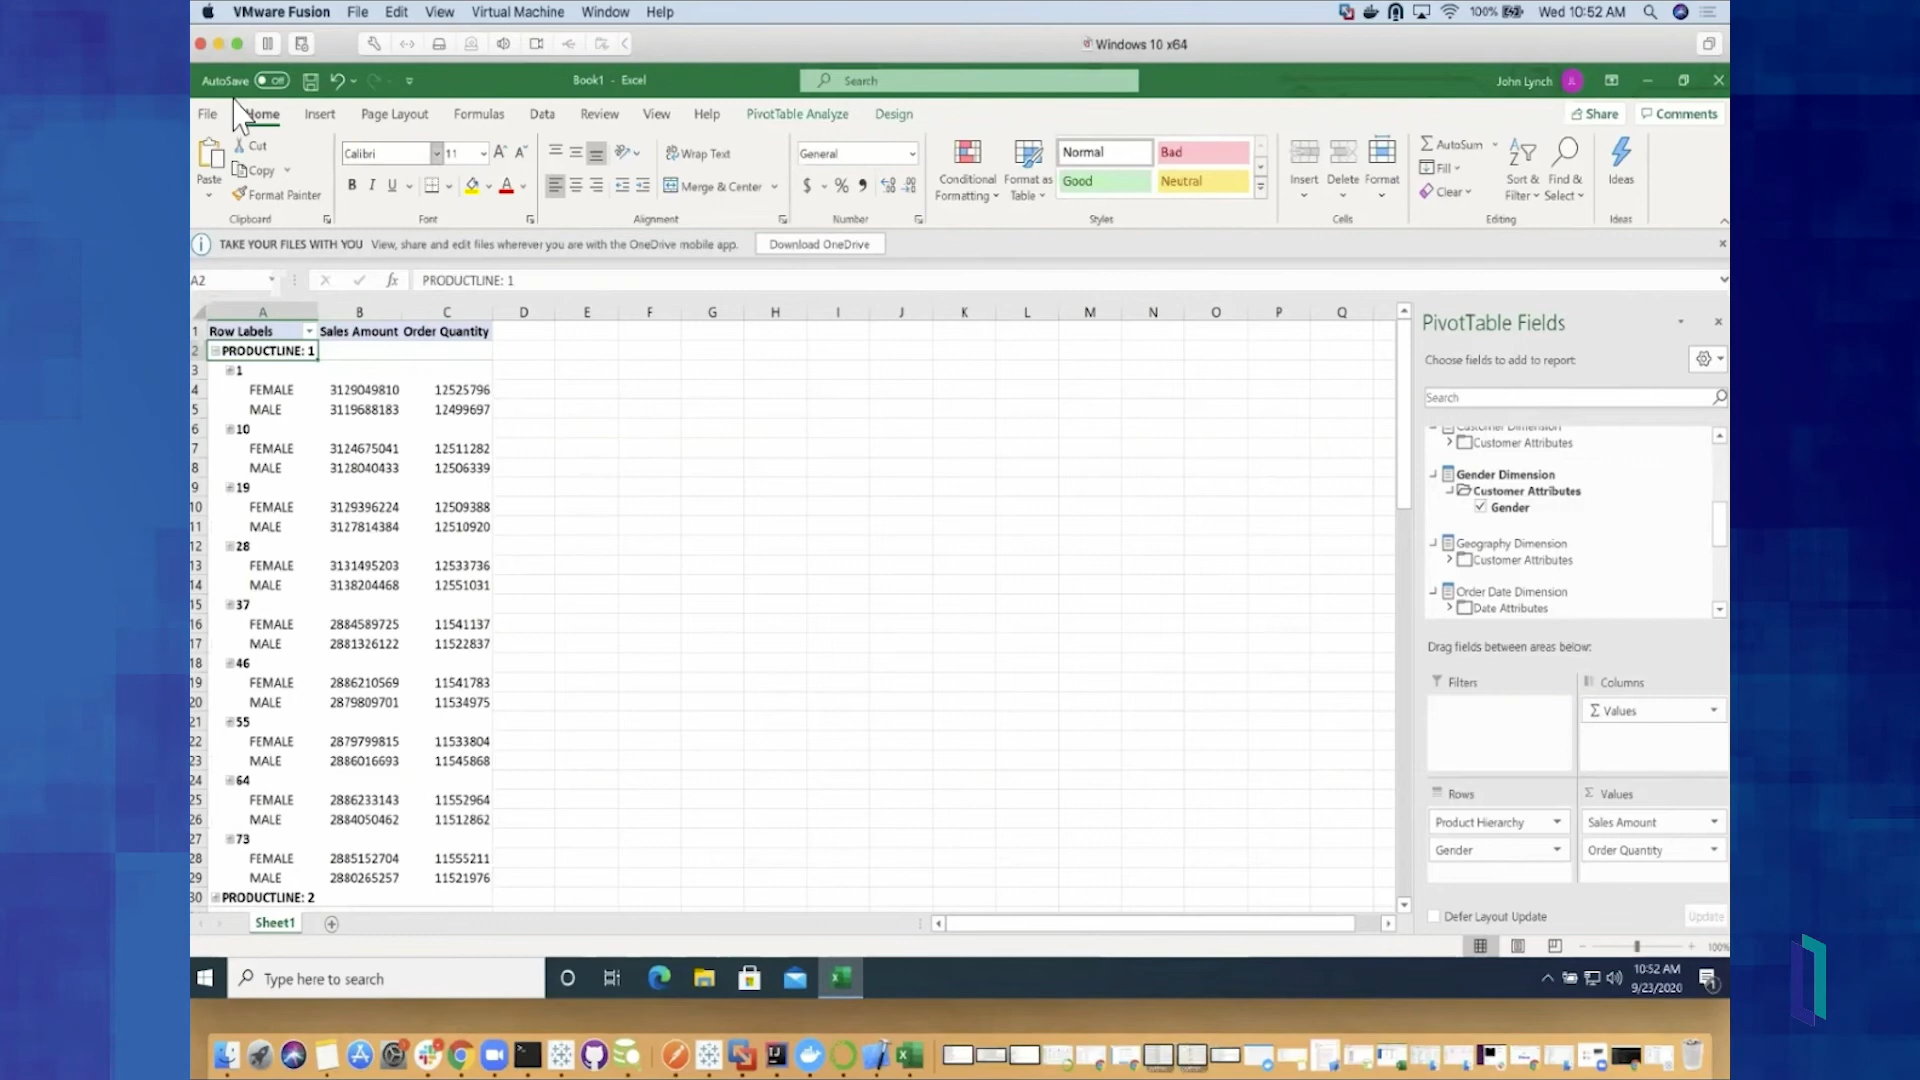 VMware Fusion File Edit View Virtual Machine Window Help 100% Wed 10:52 AM
Windows 10 x64
AutoSave Off Book1 - Excel Search John Lynch JL
File Home Insert Page Layout Formulas Data Review View Help PivotTable Analyze Design Share Comments
Paste Cut Copy Format Painter
Calibri 11
B I U A
Wrap Text
Merge & Center
General
$ %
Conditional Formatting
Format as Table
Normal Bad
Good Neutral
Insert Delete Format
AutoSum
Fill
Clear
Sort & Filter
Find & Select
Ideas
Clipboard Font Alignment Number Styles Cells Editing Ideas
TAKE YOUR FILES WITH YOU View, share and edit files wherever you are with the OneDrive mobile app. Download OneDrive
A2 fx PRODUCTLINE: 1
A B C D E F G H I J K L M N O P Q
1 Row Labels Sales Amount Order Quantity
2 PRODUCTLINE: 1
3 1
4 FEMALE 3129049810 12525796
5 MALE 3119688183 12499697
6 10
7 FEMALE 3124675041 12511282
8 MALE 3128040433 12506339
9 19
10 FEMALE 3129396224 12509388
11 MALE 3127814384 12510920
12 28
13 FEMALE 3131495203 12533736
14 MALE 3138204468 12551031
15 37
16 FEMALE 2884589725 11541137
17 MALE 2881326122 11522837
18 46
19 FEMALE 2886210569 11541783
20 MALE 2879809701 11534975
21 55
22 FEMALE 2879799815 11533804
23 MALE 2886016693 11545868
24 64
25 FEMALE 2886233143 11552964
26 MALE 2884050462 11512862
27 73
28 FEMALE 2885152704 11555211
29 MALE 2880265257 11521976
30 PRODUCTLINE: 2
PivotTable Fields
Choose fields to add to report:
Search
Customer Dimension
Customer Attributes
Gender Dimension
Customer Attributes
Gender
Geography Dimension
Customer Attributes
Order Date Dimension
Date Attributes
Drag fields between areas below:
Filters Columns
Σ Values
Rows Σ Values
Product Hierarchy Sales Amount
Gender Order Quantity
Defer Layout Update Update
Sheet1
100%
Type here to search
10:52 AM
9/23/2020
1